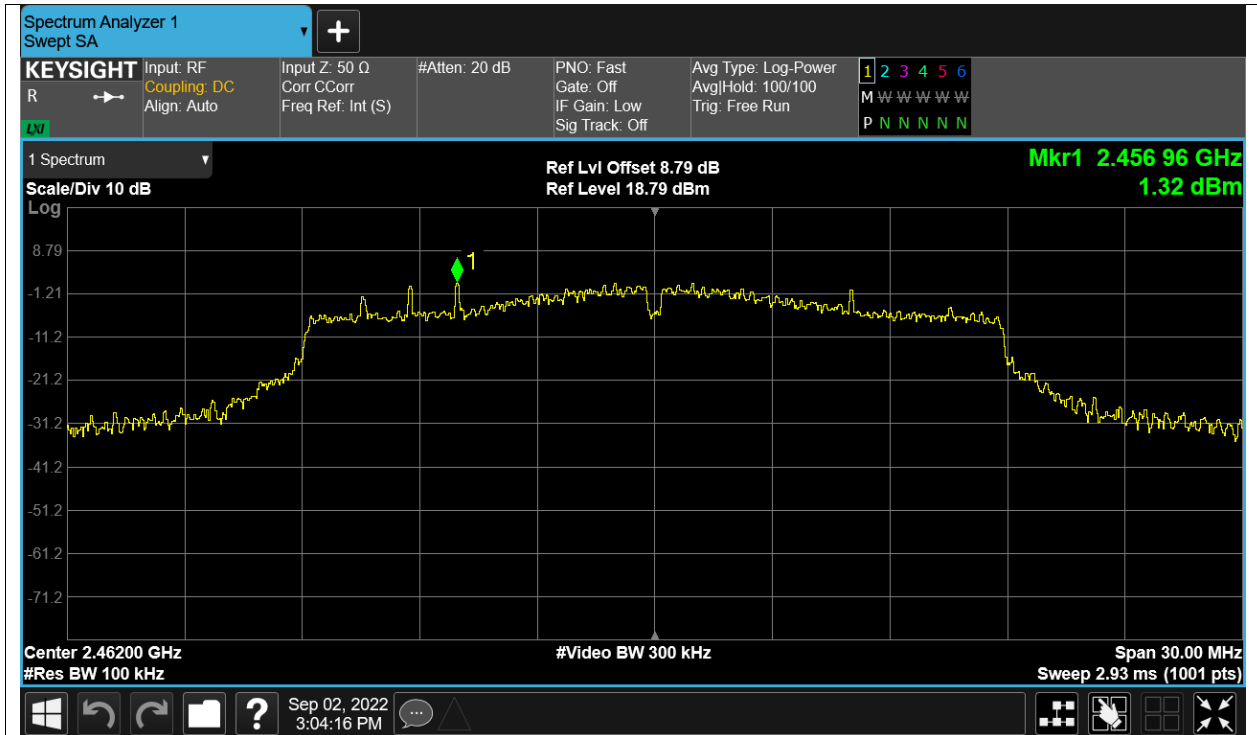 Spectrum Analyzer 1
Swept SA
▼
+
KEYSIGHT
R
LXI
Input: RF
Coupling: DC
Align: Auto
Input Z: 50 Ω
Corr CCorr
Freq Ref: Int (S)
#Atten: 20 dB
PNO: Fast
Gate: Off
IF Gain: Low
Sig Track: Off
Avg Type: Log-Power
Avg|Hold: 100/100
Trig: Free Run
1 2 3 4 5 6
M W W W W W
P N N N N N
1 Spectrum
▼
Scale/Div 10 dB
Log
Ref Lvl Offset 8.79 dB
Ref Level 18.79 dBm
Mkr1 2.456 96 GHz
1.32 dBm
8.79
-1.21
-11.2
-21.2
-31.2
-41.2
-51.2
-61.2
-71.2
1
Center 2.46200 GHz
#Res BW 100 kHz
#Video BW 300 kHz
Span 30.00 MHz
Sweep 2.93 ms (1001 pts)
?
Sep 02, 2022
3:04:16 PM